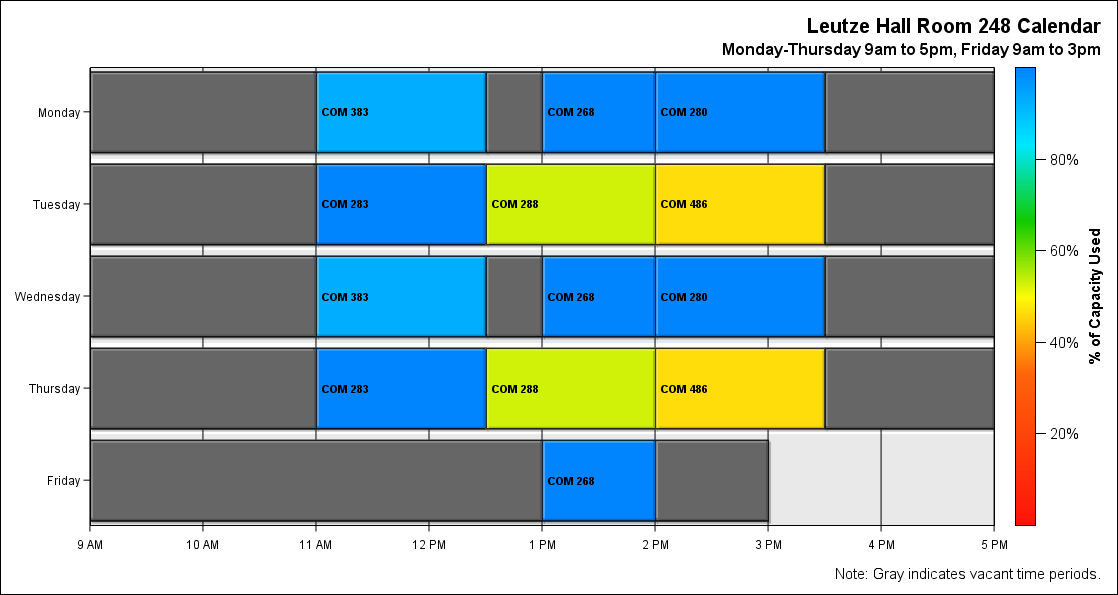 Leutze Hall Room 248 Calendar
Monday-Thursday 9am to 5pm, Friday 9am to 3pm
Monday
COM 383
COM 268
COM 280
Tuesday
COM 283
COM 288
COM 486
Wednesday
COM 383
COM 268
COM 280
Thursday
COM 283
COM 288
COM 486
Friday
COM 268
9 AM
10 AM
11 AM
12 PM
1 PM
2 PM
3 PM
4 PM
5 PM
80%
60%
40%
20%
% of Capacity Used
Note: Gray indicates vacant time periods.